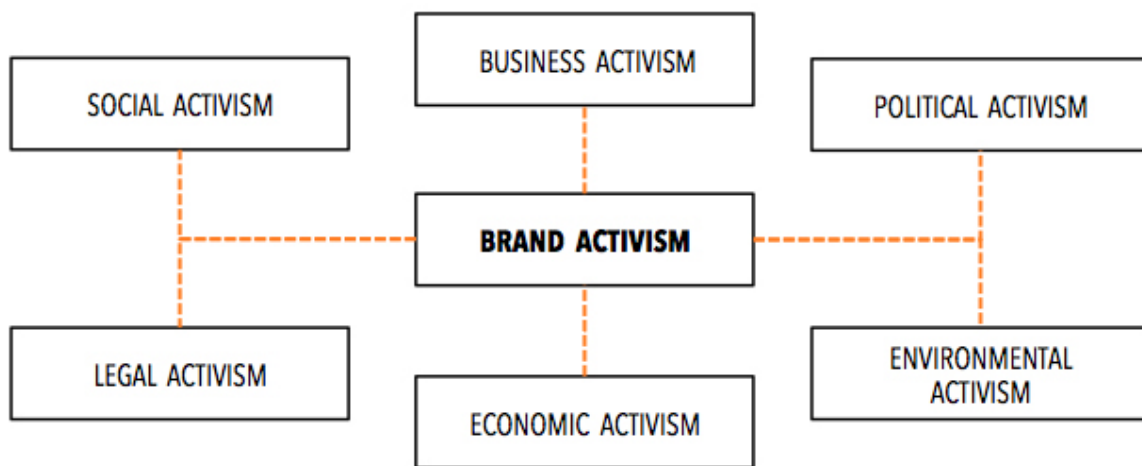 BUSINESS ACTIVISM
SOCIAL ACTIVISM
POLITICAL ACTIVISM
BRAND ACTIVISM
LEGAL ACTIVISM
ENVIRONMENTAL
ACTIVISM
ECONOMIC ACTIVISM